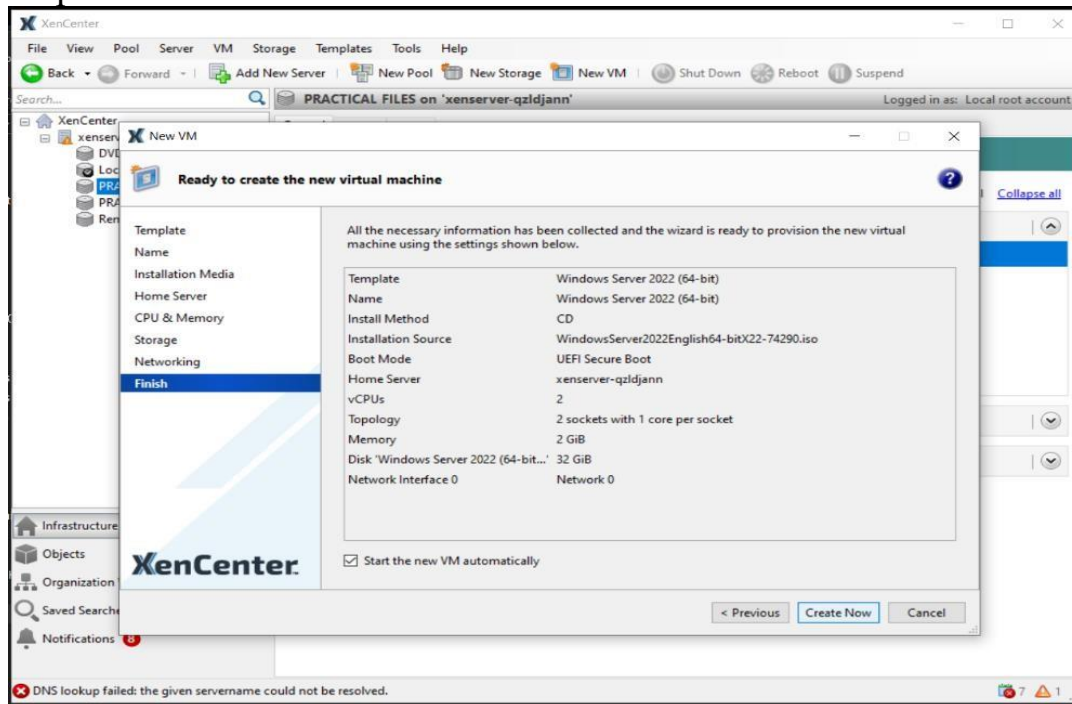 XenCenter
File View Pool Server VM Storage Templates Tools Help
Back Forward Add New Server New Pool New Storage New VM Shut Down Reboot Suspend
Search... PRACTICAL FILES on 'xenserver-qzldjann' Logged in as: Local root account
XenCenter
xenserv
DVD
Loc
PRA
PRA
Ren
New VM
Ready to create the new virtual machine
?
Collapse all
Template
Name
Installation Media
Home Server
CPU & Memory
Storage
Networking
Finish
All the necessary information has been collected and the wizard is ready to provision the new virtual
machine using the settings shown below.
Template Windows Server 2022 (64-bit)
Name Windows Server 2022 (64-bit)
Install Method CD
Installation Source WindowsServer2022English64-bitX22-74290.iso
Boot Mode UEFI Secure Boot
Home Server xenserver-qzldjann
vCPUs 2
Topology 2 sockets with 1 core per socket
Memory 2 GiB
Disk 'Windows Server 2022 (64-bit...' 32 GiB
Network Interface 0 Network 0
Start the new VM automatically
XenCenter
< Previous Create Now Cancel
Infrastructure
Objects
Organization
Saved Searche
Notifications 8
DNS lookup failed: the given servername could not be resolved. 7 1